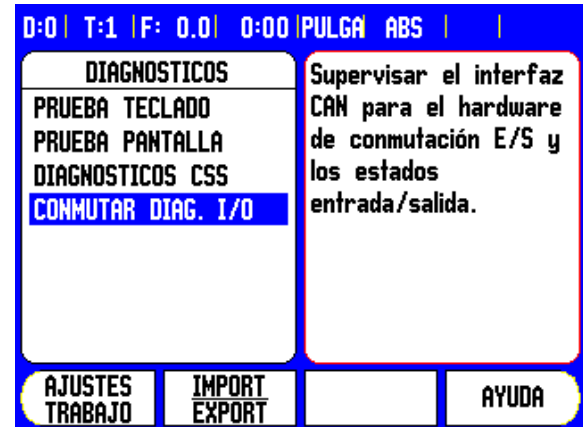 D:0 | T:1 | F: 0.0 | 0:00 | PULGA | ABS | |
DIAGNOSTICOS
PRUEBA TECLADO
PRUEBA PANTALLA
DIAGNOSTICOS CSS
CONMUTAR DIAG. I/O
Supervisar el interfaz
CAN para el hardware
de conmutación E/S y
los estados
entrada/salida.
AJUSTES
TRABAJO
IMPORT
EXPORT
AYUDA